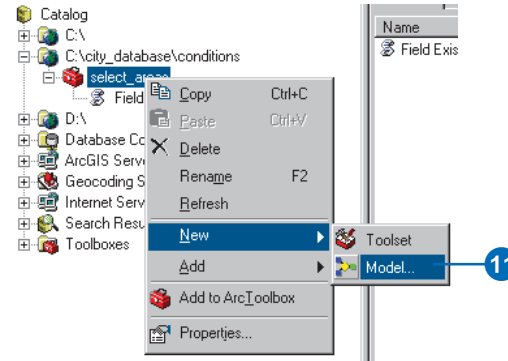 Catalog
C:\
C:\city_database\conditions
select_areas
Field
D:\
Database Co
ArcGIS Serv
Geocoding S
Internet Serv
Search Resu
Toolboxes
Name
Field Exis
Copy Ctrl+C
Paste Ctrl+V
Delete
Rename F2
Refresh
New
Add
Add to ArcToolbox
Properties...
Toolset
Model...
11